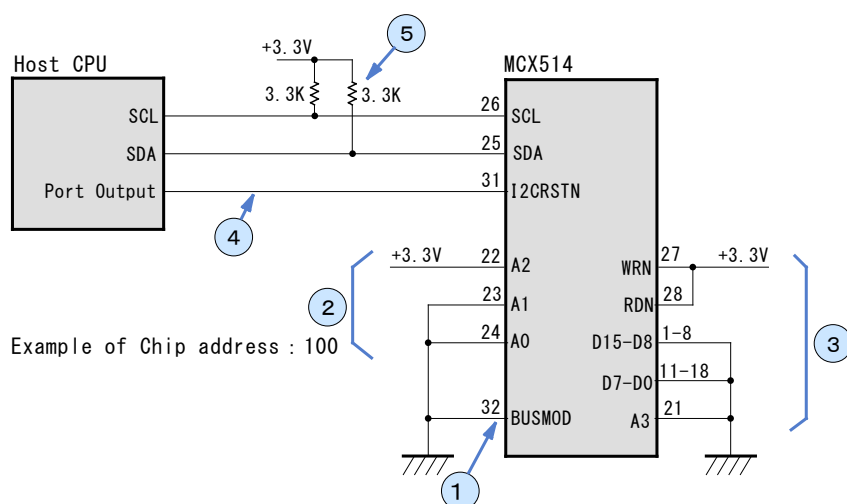 5
+3.3V
Host CPU
MCX514
3.3K
3.3K
SCL
26
SCL
SDA
25
SDA
Port Output
31
I2CRSTN
4
+3.3V
22
A2
WRN
27
+3.3V
2
23
A1
RDN
28
Example of Chip address : 100
24
A0
D15-D8
1-8
3
D7-D0
11-18
32
BUSMOD
A3
21
1